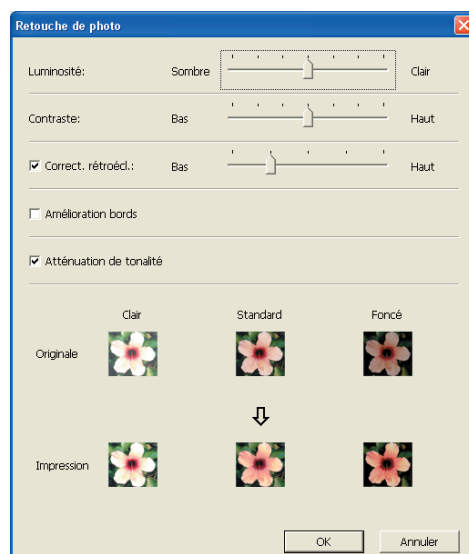 Retouche de photo
Luminosité: Sombre Clair
Contraste: Bas Haut
Correct. rétroécl.: Bas Haut
Amélioration bords
Atténuation de tonalité
Clair Standard Foncé
Originale
Impression
OK Annuler